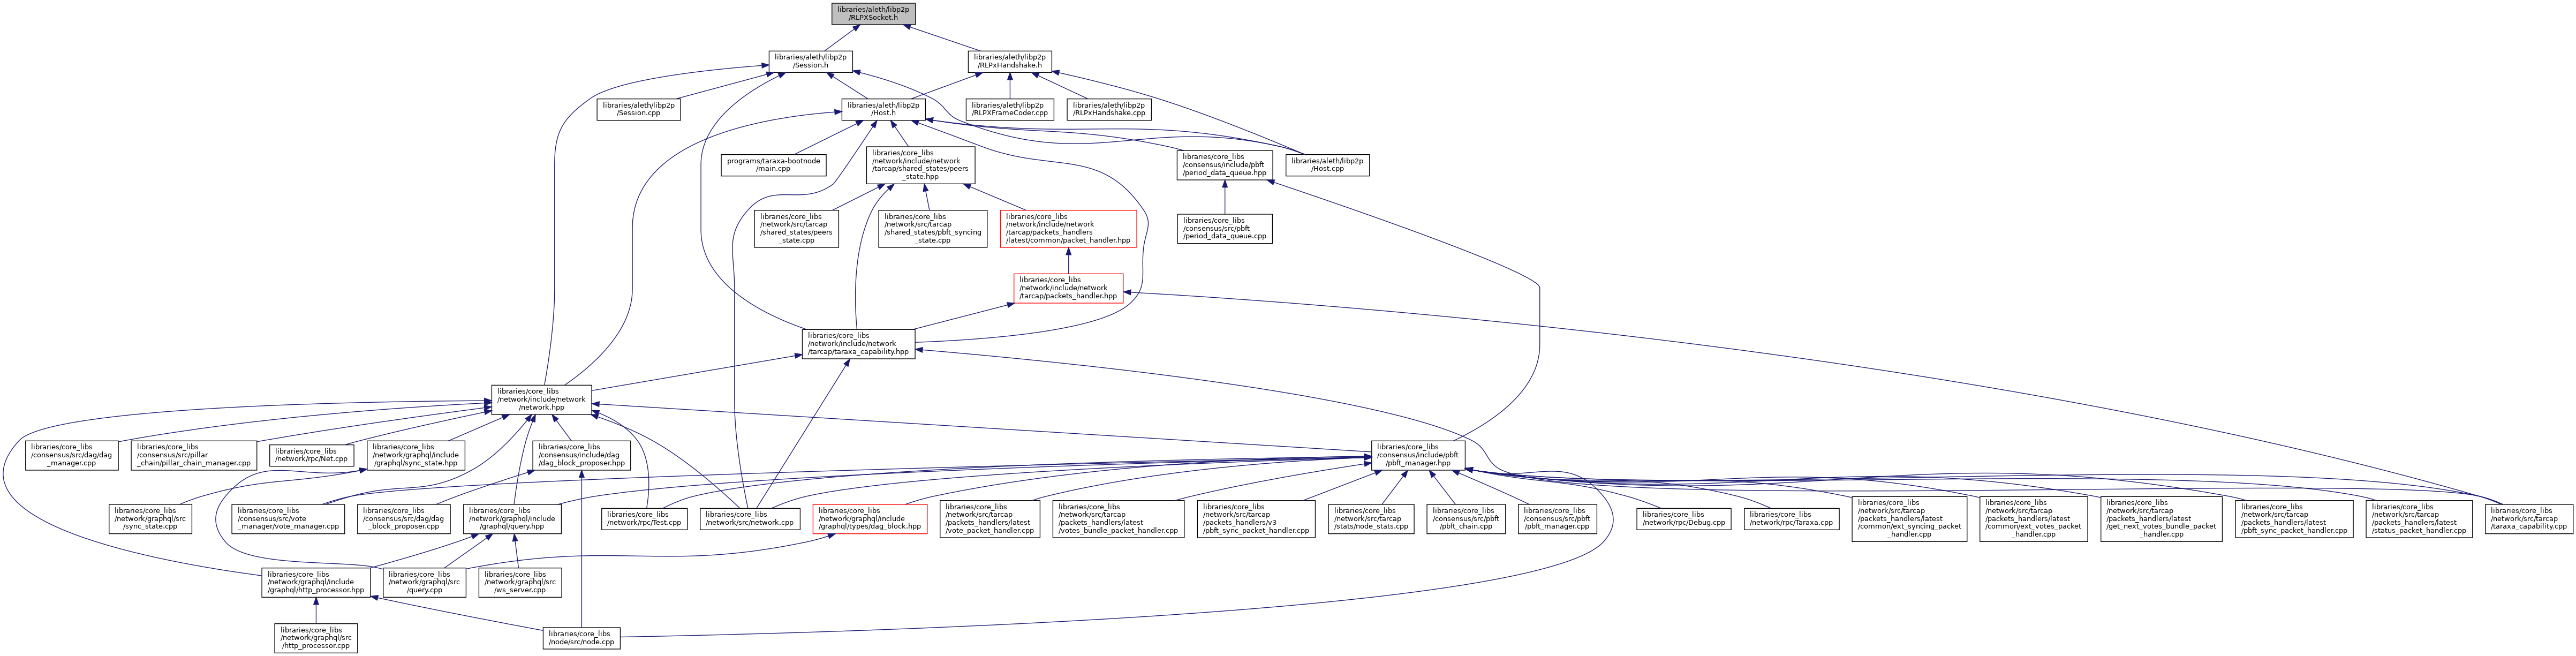 libraries/aleth/libp2p
/RLPXSocket.h
libraries/aleth/libp2p
/Session.h
libraries/aleth/libp2p
/RLPxHandshake.h
libraries/aleth/libp2p
/Session.cpp
libraries/aleth/libp2p
/Host.h
libraries/aleth/libp2p
/RLPXFrameCoder.cpp
libraries/aleth/libp2p
/RLPxHandshake.cpp
programs/taraxa-bootnode
/main.cpp
libraries/core_libs
/network/include/network
/tarcap/shared_states/peers
_state.hpp
libraries/core_libs
/consensus/include/pbft
/period_data_queue.hpp
libraries/aleth/libp2p
/Host.cpp
libraries/core_libs
/network/src/tarcap
/shared_states/peers
_state.cpp
libraries/core_libs
/network/src/tarcap
/shared_states/pbft_syncing
_state.cpp
libraries/core_libs
/network/include/network
/tarcap/packets_handlers
/latest/common/packet_handler.hpp
libraries/core_libs
/consensus/src/pbft
/period_data_queue.cpp
libraries/core_libs
/network/include/network
/tarcap/packets_handler.hpp
libraries/core_libs
/network/include/network
/tarcap/taraxa_capability.hpp
libraries/core_libs
/network/include/network
/network.hpp
libraries/core_libs
/consensus/src/dag/dag
_manager.cpp
libraries/core_libs
/consensus/src/pillar
_chain/pillar_chain_manager.cpp
libraries/core_libs
/network/rpc/Net.cpp
libraries/core_libs
/network/graphql/include
/graphql/sync_state.hpp
libraries/core_libs
/consensus/include/dag
/dag_block_proposer.hpp
libraries/core_libs
/consensus/include/pbft
/pbft_manager.hpp
libraries/core_libs
/network/graphql/src
/sync_state.cpp
libraries/core_libs
/consensus/src/vote
_manager/vote_manager.cpp
libraries/core_libs
/consensus/src/dag/dag
_block_proposer.cpp
libraries/core_libs
/network/graphql/include
/graphql/query.hpp
libraries/core_libs
/network/rpc/Test.cpp
libraries/core_libs
/network/src/network.cpp
libraries/core_libs
/network/graphql/include
/graphql/types/dag_block.hpp
libraries/core_libs
/network/src/tarcap
/packets_handlers/latest
/vote_packet_handler.cpp
libraries/core_libs
/network/src/tarcap
/packets_handlers/latest
/votes_bundle_packet_handler.cpp
libraries/core_libs
/network/src/tarcap
/packets_handlers/v3
/pbft_sync_packet_handler.cpp
libraries/core_libs
/network/src/tarcap
/stats/node_stats.cpp
libraries/core_libs
/consensus/src/pbft
/pbft_chain.cpp
libraries/core_libs
/consensus/src/pbft
/pbft_manager.cpp
libraries/core_libs
/network/rpc/Debug.cpp
libraries/core_libs
/network/rpc/Taraxa.cpp
libraries/core_libs
/network/src/tarcap
/packets_handlers/latest
/common/ext_syncing_packet
_handler.cpp
libraries/core_libs
/network/src/tarcap
/packets_handlers/latest
/common/ext_votes_packet
_handler.cpp
libraries/core_libs
/network/src/tarcap
/packets_handlers/latest
/get_next_votes_bundle_packet
_handler.cpp
libraries/core_libs
/network/src/tarcap
/packets_handlers/latest
/pbft_sync_packet_handler.cpp
libraries/core_libs
/network/src/tarcap
/packets_handlers/latest
/status_packet_handler.cpp
libraries/core_libs
/network/src/tarcap
/taraxa_capability.cpp
libraries/core_libs
/network/graphql/include
/graphql/http_processor.hpp
libraries/core_libs
/network/graphql/src
/query.cpp
libraries/core_libs
/network/graphql/src
/ws_server.cpp
libraries/core_libs
/network/graphql/src
/http_processor.cpp
libraries/core_libs
/node/src/node.cpp